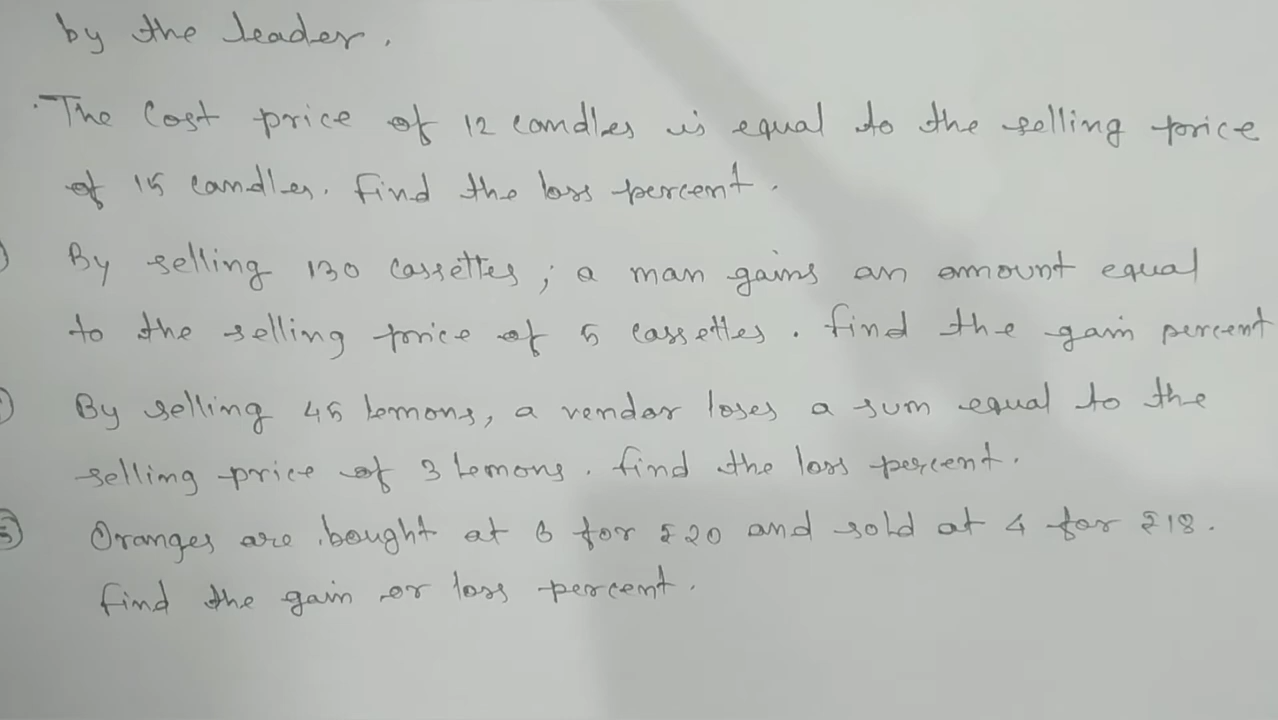 by the leader.
The Cost price of 12 candles is equal to the selling price
of 15 candles. Find the loss percent.
By selling 130 cassettes, a man gains an amount equal
to the selling price of 5 cassettes. find the gain percent
By selling 45 lemons, a vendor loses a sum equal to the
selling price of 3 lemons. find the loss percent.
Oranges are bought at 6 for ₹20 and sold at 4 for ₹18.
find the gain or loss percent.